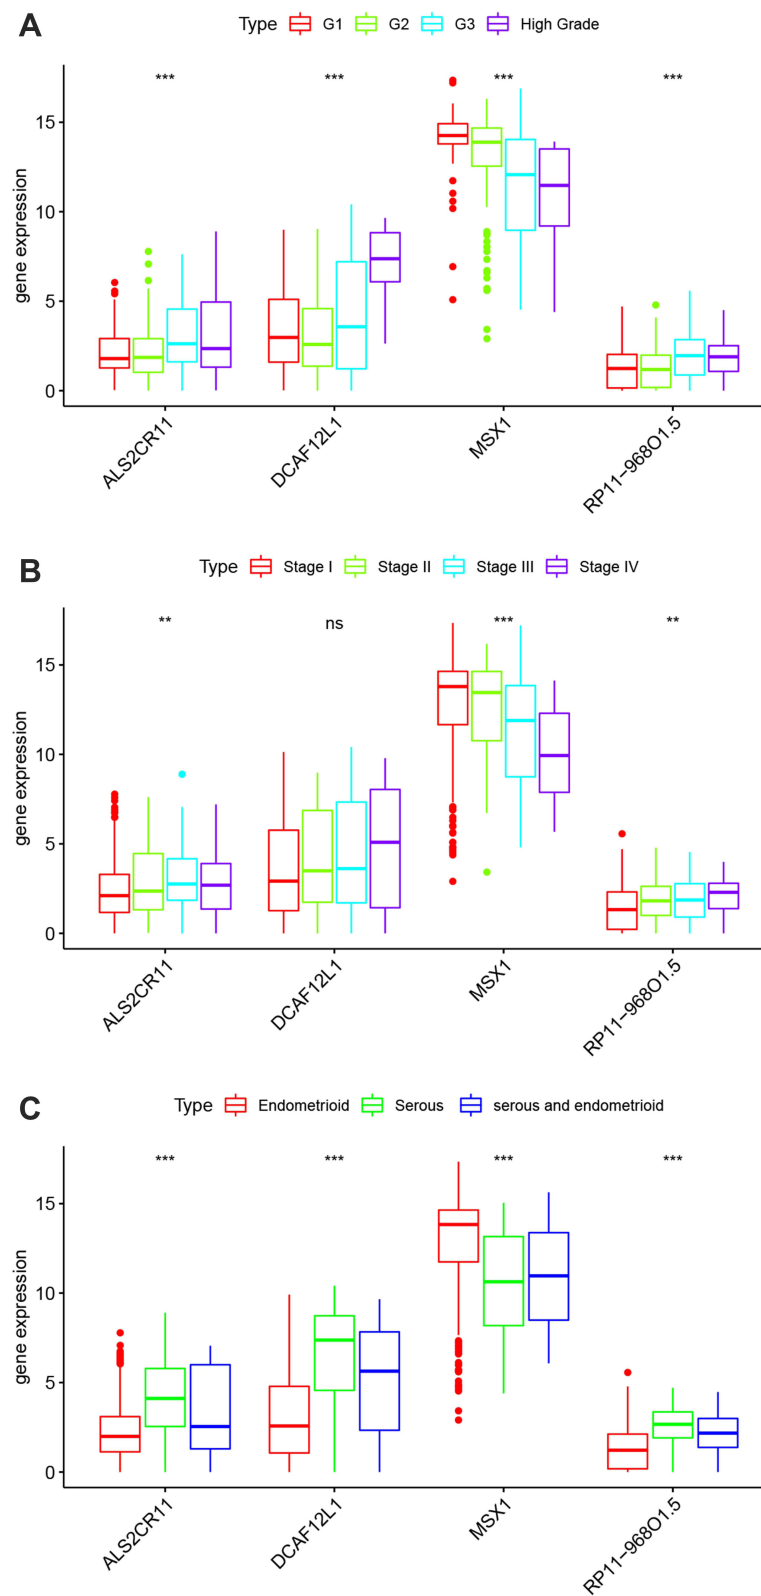 A
Type G1 G2 G3 High Grade
*** *** *** ***
15
10
5
0
gene expression
ALS2CR11 DCAF12L1 MSX1 RP11−968O1.5
B
Type Stage I Stage II Stage III Stage IV
** ns *** **
15
10
5
0
gene expression
ALS2CR11 DCAF12L1 MSX1 RP11−968O1.5
C
Type Endometrioid Serous serous and endometrioid
*** *** *** ***
15
10
5
0
gene expression
ALS2CR11 DCAF12L1 MSX1 RP11−968O1.5